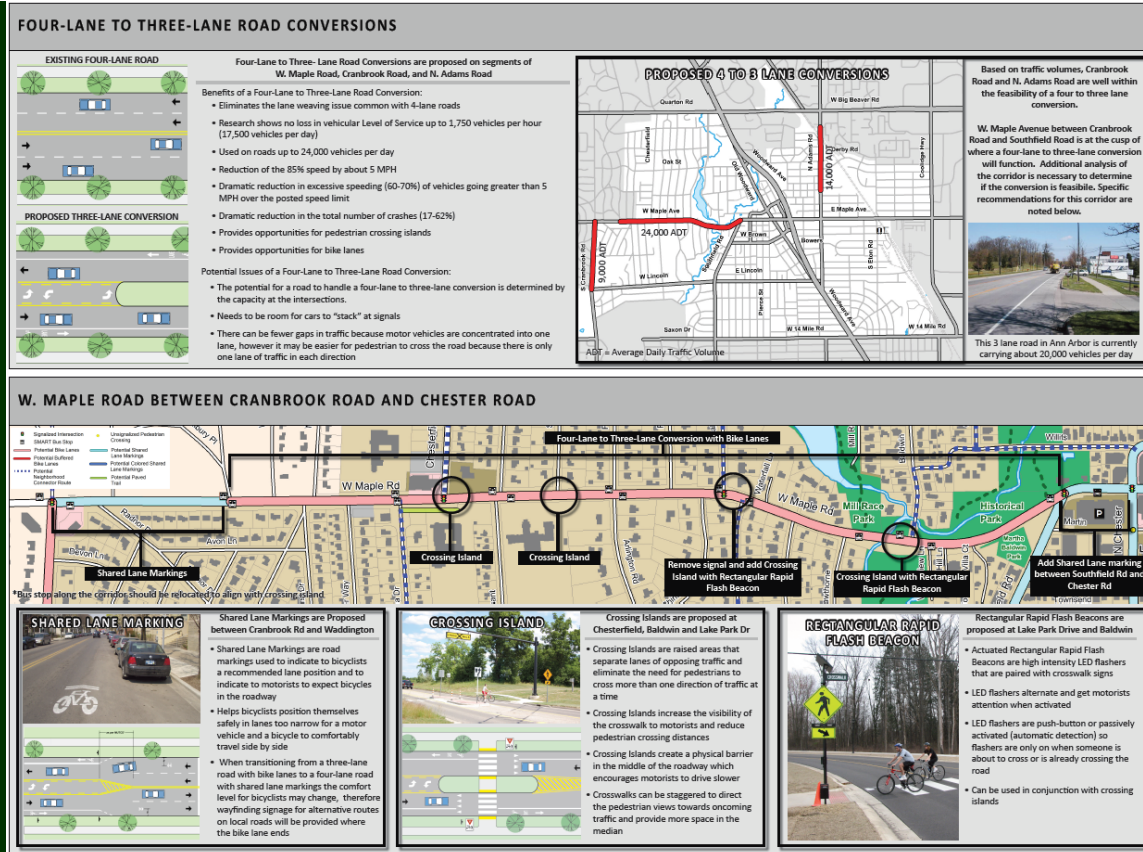 FOUR-LANE TO THREE-LANE ROAD CONVERSIONS
EXISTING FOUR-LANE ROAD
PROPOSED THREE-LANE CONVERSION
Four-Lane to Three- Lane Road Conversions are proposed on segments of
W. Maple Road, Cranbrook Road, and N. Adams Road
Benefits of a Four-Lane to Three-Lane Road Conversion:
• Eliminates the lane weaving issue common with 4-lane roads
• Research shows no loss in vehicular Level of Service up to 1,750 vehicles per hour
(17,500 vehicles per day)
• Used on roads up to 24,000 vehicles per day
• Reduction of the 85% speed by about 5 MPH
• Dramatic reduction in excessive speeding (60-70%) of vehicles going greater than 5
MPH over the posted speed limit
• Dramatic reduction in the total number of crashes (17-62%)
• Provides opportunities for pedestrian crossing islands
• Provides opportunities for bike lanes
Potential Issues of a Four-Lane to Three-Lane Road Conversion:
• The potential for a road to handle a four-lane to three-lane conversion is determined by
the capacity at the intersections.
• Needs to be room for cars to “stack” at signals
• There can be fewer gaps in traffic because motor vehicles are concentrated into one
lane, however it may be easier for pedestrian to cross the road because there is only
one lane of traffic in each direction
PROPOSED 4 TO 3 LANE CONVERSIONS
Quarton Rd
W Big Beaver Rd
Chesterfield
Oak St
Woodward Ave
Old Woodward
N Adams Rd
14,000 ADT
Derby Rd
Coolidge Hwy
W Maple Ave
E Maple Ave
24,000 ADT
S Cranbrook Rd
9,000 ADT
Southfield Rd
W Brown
Bowers
W Lincoln
E Lincoln
S Eton Rd
Pierce St
Woodward Ave
Saxon Dr
W 14 Mile Rd
W 14 Mile Rd
ADT = Average Daily Traffic Volume
Based on traffic volumes, Cranbrook
Road and N. Adams Road are well within
the feasibility of a four to three lane
conversion.
W. Maple Avenue between Cranbrook
Road and Southfield Road is at the cusp of
where a four-lane to three-lane conversion
will function. Additional analysis of
the corridor is necessary to determine
if the conversion is feasible. Specific
recommendations for this corridor are
noted below.
This 3 lane road in Ann Arbor is currently
carrying about 20,000 vehicles per day
W. MAPLE ROAD BETWEEN CRANBROOK ROAD AND CHESTER ROAD
Signalized Intersection
SMART Bus Stop
Potential Bike Lanes
Potential Buffered
Bike Lanes
Potential
Neighborhood
Connector Route
Unsignalized Pedestrian
Crossing
Potential Shared
Lane Markings
Potential Colored Shared
Lane Markings
Potential Paved
Trail
Four-Lane to Three-Lane Conversion with Bike Lanes
W Maple Rd
W Maple Rd
Mill Race
Park
Historical
Park
Baldwin
Willits
Martin
P
N Chester
Martha
Baldwin
Park
Devon Ln
Avon Ln
Arlington Rd
Townsend
Shared Lane Markings
Crossing Island
Crossing Island
Remove signal and add Crossing
Island with Rectangular Rapid
Flash Beacon
Crossing Island with Rectangular
Rapid Flash Beacon
Add Shared Lane marking
between Southfield Rd and
Chester Rd
*Bus stop along the corridor should be relocated to align with crossing island
SHARED LANE MARKING
Shared Lane Markings are Proposed
between Cranbrook Rd and Waddington
• Shared Lane Markings are road
markings used to indicate to bicyclists
a recommended lane position and to
indicate to motorists to expect bicycles
in the roadway
• Helps bicyclists position themselves
safely in lanes too narrow for a motor
vehicle and a bicycle to comfortably
travel side by side
• When transitioning from a three-lane
road with bike lanes to a four-lane road
with shared lane markings the comfort
level for bicyclists may change, therefore
wayfinding signage for alternative routes
on local roads will be provided where
the bike lane ends
CROSSING ISLAND
Crossing Islands are proposed at
Chesterfield, Baldwin and Lake Park Dr
• Crossing Islands are raised areas that
separate lanes of opposing traffic and
eliminate the need for pedestrians to
cross more than one direction of traffic at
a time
• Crossing Islands increase the visibility of
the crosswalk to motorists and reduce
pedestrian crossing distances
• Crossing Islands create a physical barrier
in the middle of the roadway which
encourages motorists to drive slower
• Crosswalks can be staggered to direct
the pedestrian views towards oncoming
traffic and provide more space in the
median
RECTANGULAR RAPID
FLASH BEACON
Rectangular Rapid Flash Beacons are
proposed at Lake Park Drive and Baldwin
• Actuated Rectangular Rapid Flash
Beacons are high intensity LED flashers
that are paired with crosswalk signs
• LED flashers alternate and get motorists
attention when activated
• LED flashers are push-button or passively
activated (automatic detection) so
flashers are only on when someone is
about to cross or is already crossing the
road
• Can be used in conjunction with crossing
islands